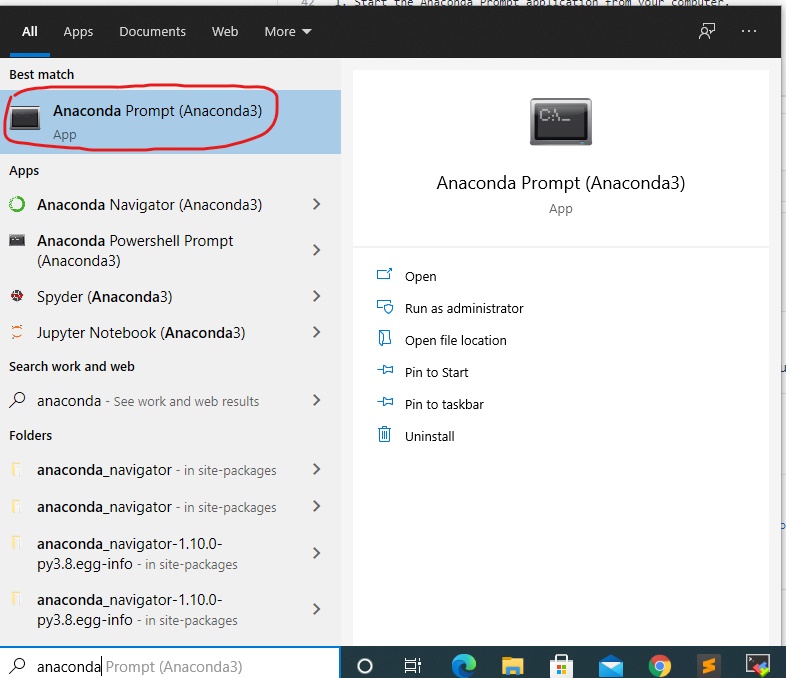 42 1. Start the Anaconda Prompt application from your computer.
All Apps Documents Web More
Best match
Anaconda Prompt (Anaconda3)
App
Apps
Anaconda Navigator (Anaconda3)
Anaconda Powershell Prompt
(Anaconda3)
Spyder (Anaconda3)
Jupyter Notebook (Anaconda3)
Search work and web
anaconda - See work and web results
Folders
anaconda_navigator - in site-packages
anaconda_navigator - in site-packages
anaconda_navigator-1.10.0-
py3.8.egg-info - in site-packages
anaconda_navigator-1.10.0-
py3.8.egg-info - in site-packages
anaconda Prompt (Anaconda3)
C:\_
Anaconda Prompt (Anaconda3)
App
Open
Run as administrator
Open file location
Pin to Start
Pin to taskbar
Uninstall